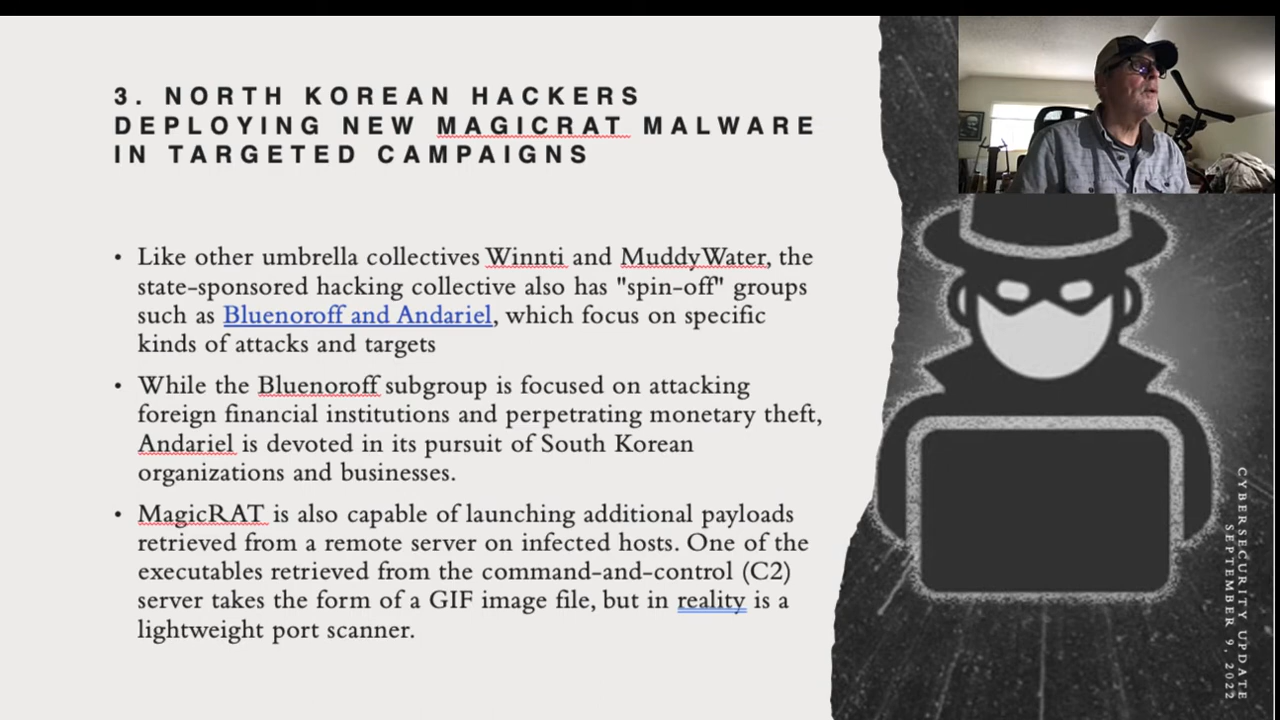 3. NORTH KOREAN HACKERS
DEPLOYING NEW MAGICRAT MALWARE
IN TARGETED CAMPAIGNS
• Like other umbrella collectives Winnti and MuddyWater, the
state-sponsored hacking collective also has "spin-off" groups
such as Bluenoroff and Andariel, which focus on specific
kinds of attacks and targets
• While the Bluenoroff subgroup is focused on attacking
foreign financial institutions and perpetrating monetary theft,
Andariel is devoted in its pursuit of South Korean
organizations and businesses.
• MagicRAT is also capable of launching additional payloads
retrieved from a remote server on infected hosts. One of the
executables retrieved from the command-and-control (C2)
server takes the form of a GIF image file, but in reality is a
lightweight port scanner.
CYBERSECURITY UPDATE
SEPTEMBER 9, 2022